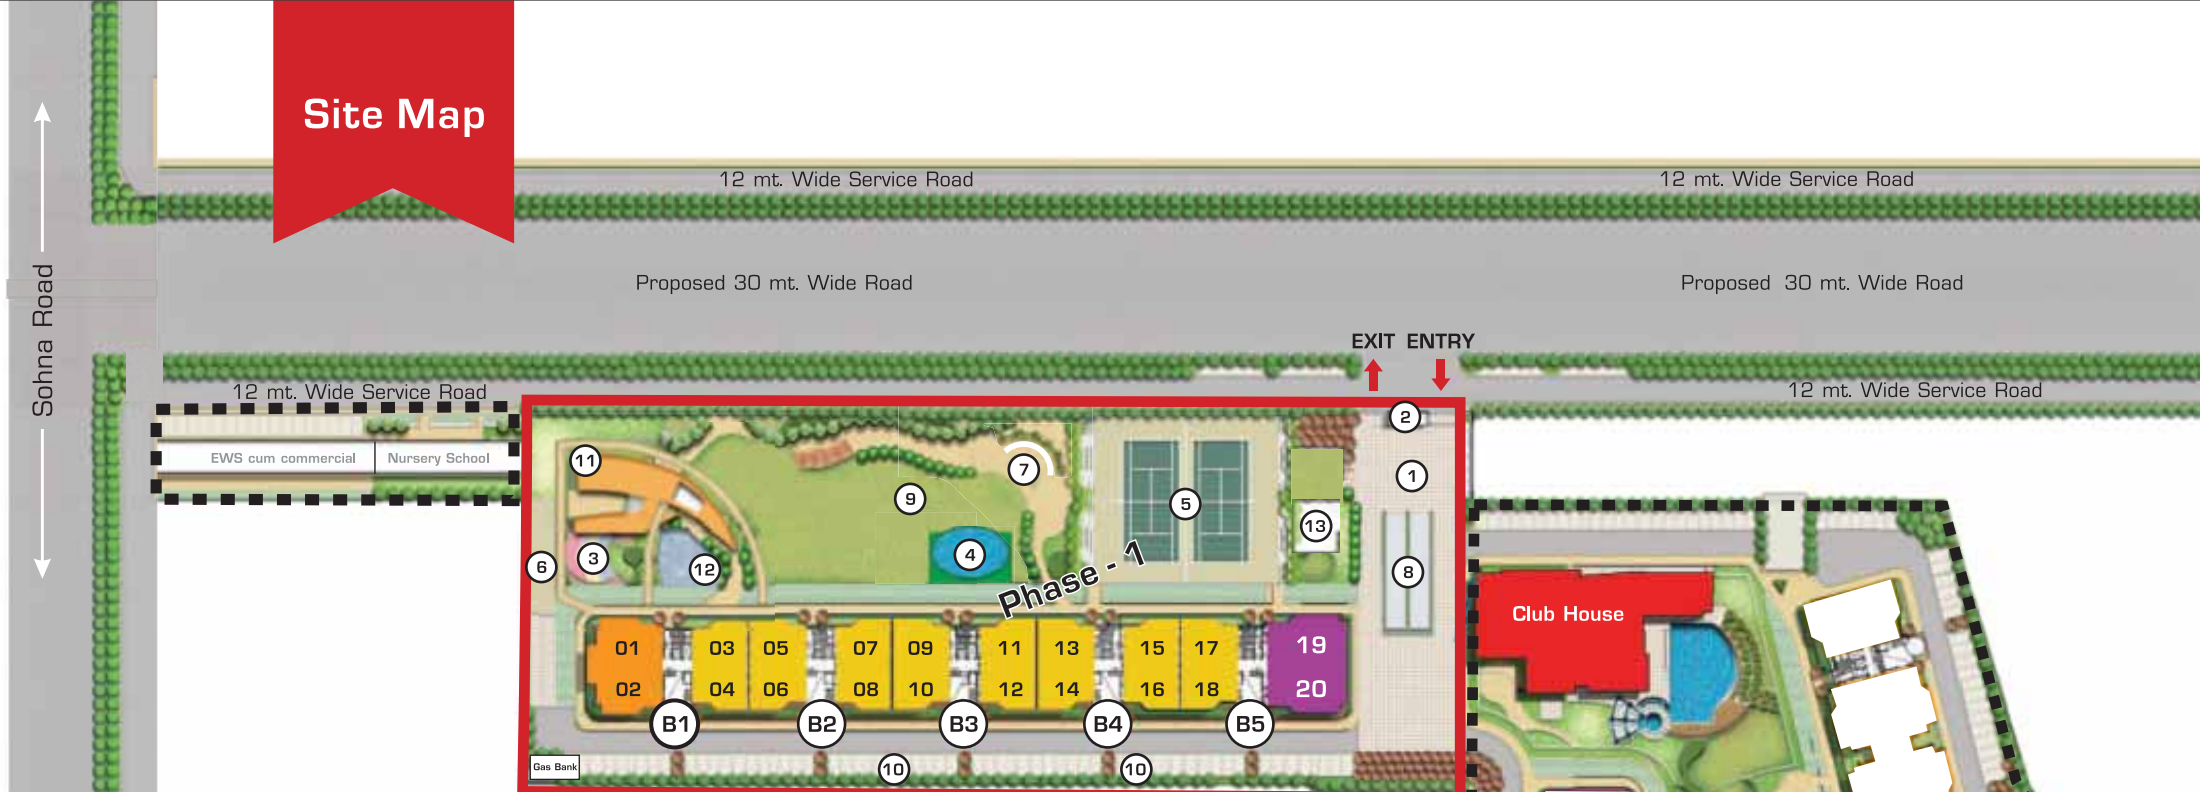 Site Map
12 mt. Wide Service Road
12 mt. Wide Service Road
Sohna Road
Proposed 30 mt. Wide Road
Proposed 30 mt. Wide Road
EXIT ENTRY
12 mt. Wide Service Road
12 mt. Wide Service Road
EWS cum commercial
Nursery School
2
11
7
1
9
5
13
3
4
6
12
8
Phase - 1
Club House
01 03 05 07 09 11 13 15 17 19
02 04 06 08 10 12 14 16 18 20
B1 B2 B3 B4 B5
Gas Bank
10
10